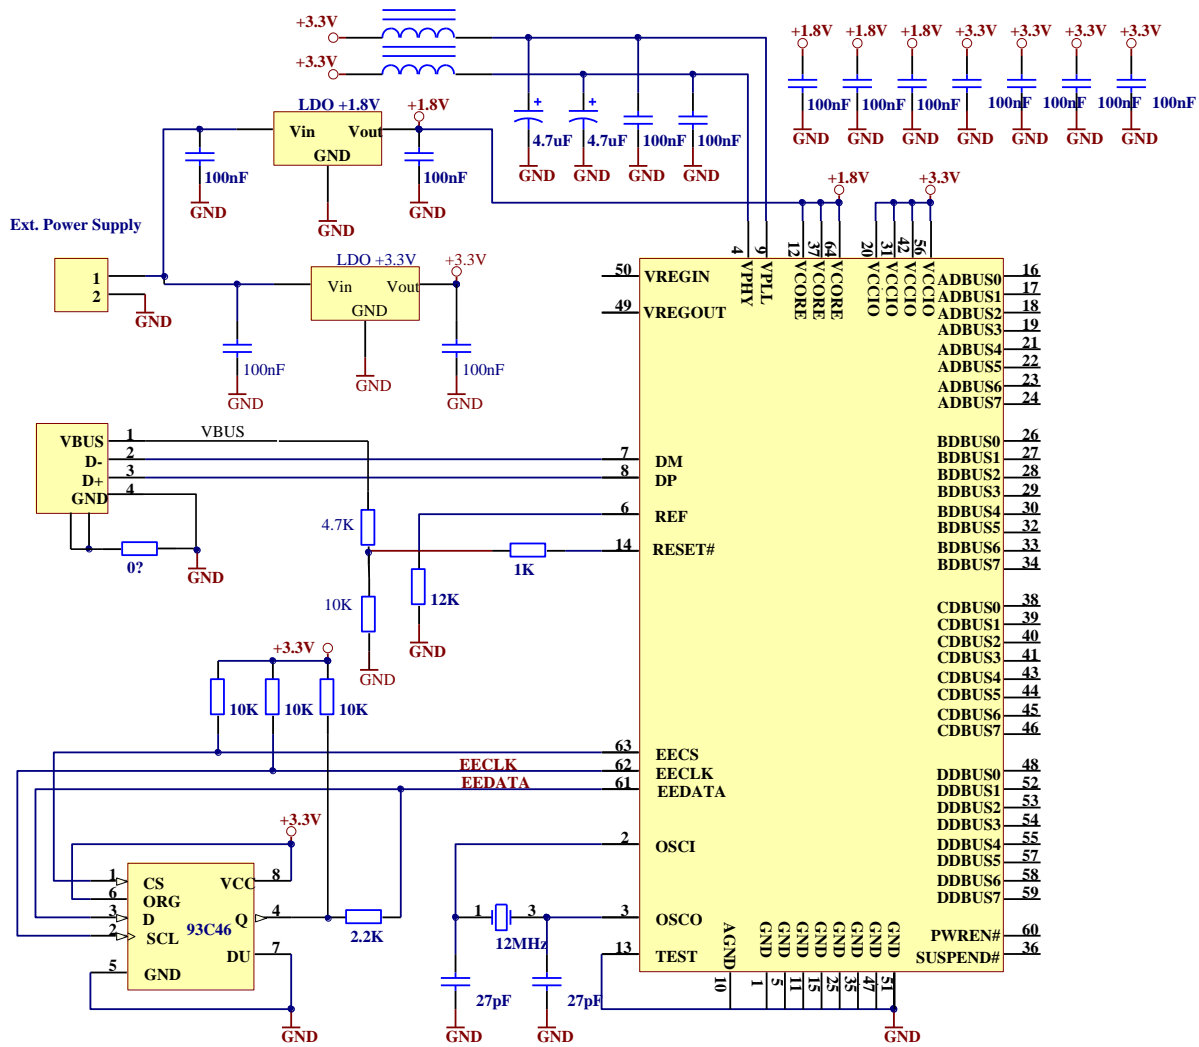 +3.3V
+3.3V
+1.8V +1.8V +1.8V +3.3V +3.3V +3.3V +3.3V
100nF 100nF 100nF 100nF 100nF 100nF 100nF
GND GND GND GND GND GND GND
LDO +1.8V
+1.8V
Vin Vout
GND
100nF 100nF
GND GND GND
4.7uF 4.7uF 100nF 100nF
GND GND GND GND
Ext. Power Supply
1
2
GND
LDO +3.3V
+3.3V
Vin Vout
GND
100nF 100nF
GND GND GND
+1.8V +3.3V
4 9 12 37 64 20 31 42 56
VPHY VPLL VCORE VCORE VCORE VCCIO VCCIO VCCIO VCCIO
50 VREGIN
49 VREGOUT
7 DM
8 DP
6 REF
14 RESET#
63 EECS
62 EECLK
61 EEDATA
2 OSCI
3 OSCO
13 TEST
ADBUS0 16
ADBUS1 17
ADBUS2 18
ADBUS3 19
ADBUS4 21
ADBUS5 22
ADBUS6 23
ADBUS7 24
BDBUS0 26
BDBUS1 27
BDBUS2 28
BDBUS3 29
BDBUS4 30
BDBUS5 32
BDBUS6 33
BDBUS7 34
CDBUS0 38
CDBUS1 39
CDBUS2 40
CDBUS3 41
CDBUS4 43
CDBUS5 44
CDBUS6 45
CDBUS7 46
DDBUS0 48
DDBUS1 52
DDBUS2 53
DDBUS3 54
DDBUS4 55
DDBUS5 57
DDBUS6 58
DDBUS7 59
PWREN# 60
SUSPEND# 36
AGND GND GND GND GND GND GND GND GND
10 1 5 11 15 25 35 47 51
GND
VBUS 1 VBUS
D- 2
D+ 3
GND 4
0?
GND
4.7K
1K
10K
12K
GND
GND
+3.3V
10K 10K 10K
EECLK
EEDATA
+3.3V
1 CS
6 ORG
3 D
2 SCL
5 GND
93C46
VCC 8
Q 4
DU 7
2.2K
GND
1 3
12MHz
27pF 27pF
GND GND